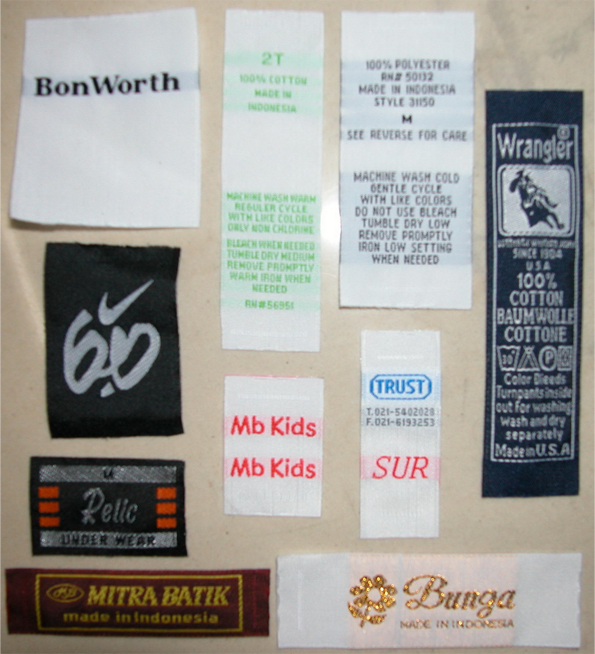 BonWorth
2T
100% COTTON
MADE IN
INDONESIA
MACHINE WASH WARM
REGULER CYCLE
WITH LIKE COLORS
ONLY NON CHLORINE
BLEACH WHEN NEEDED
TUMBLE DRY MEDIUM
REMOVE PROMPTLY
WARM IRON WHEN
NEEDED
RN#56951
100% POLYESTER
RN# 50132
MADE IN INDONESIA
STYLE 31150
M
SEE REVERSE FOR CARE
MACHINE WASH COLD
GENTLE CYCLE
WITH LIKE COLORS
DO NOT USE BLEACH
TUMBLE DRY LOW
REMOVE PROMPTLY
IRON LOW SETTING
WHEN NEEDED
Wrangler®
SINCE 1904
U.S.A
100%
COTTON
BAUMWOLLE
COTTONE
30 P
Color Bleeds
Turnpants inside
out for washing
wash and dry
separately
Made in U.S.A
6.0
Mb Kids
Mb Kids
TRUST
T.021-5402028
F.021-6193253
SUR
M
Relic
UNDER WEAR
MB MITRA BATIK
made in Indonesia
Bunga
MADE IN INDONESIA